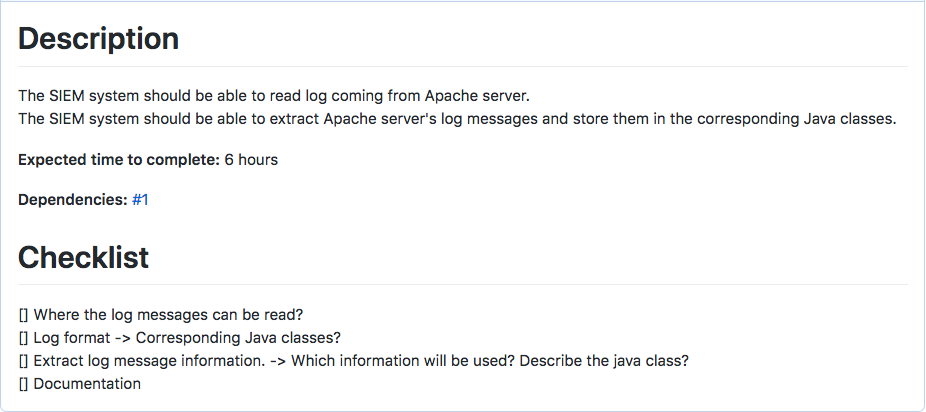 Description
The SIEM system should be able to read log coming from Apache server.
The SIEM system should be able to extract Apache server's log messages and store them in the corresponding Java classes.
Expected time to complete: 6 hours
Dependencies: #1
Checklist
[] Where the log messages can be read?
[] Log format -> Corresponding Java classes?
[] Extract log message information. -> Which information will be used? Describe the java class?
[] Documentation